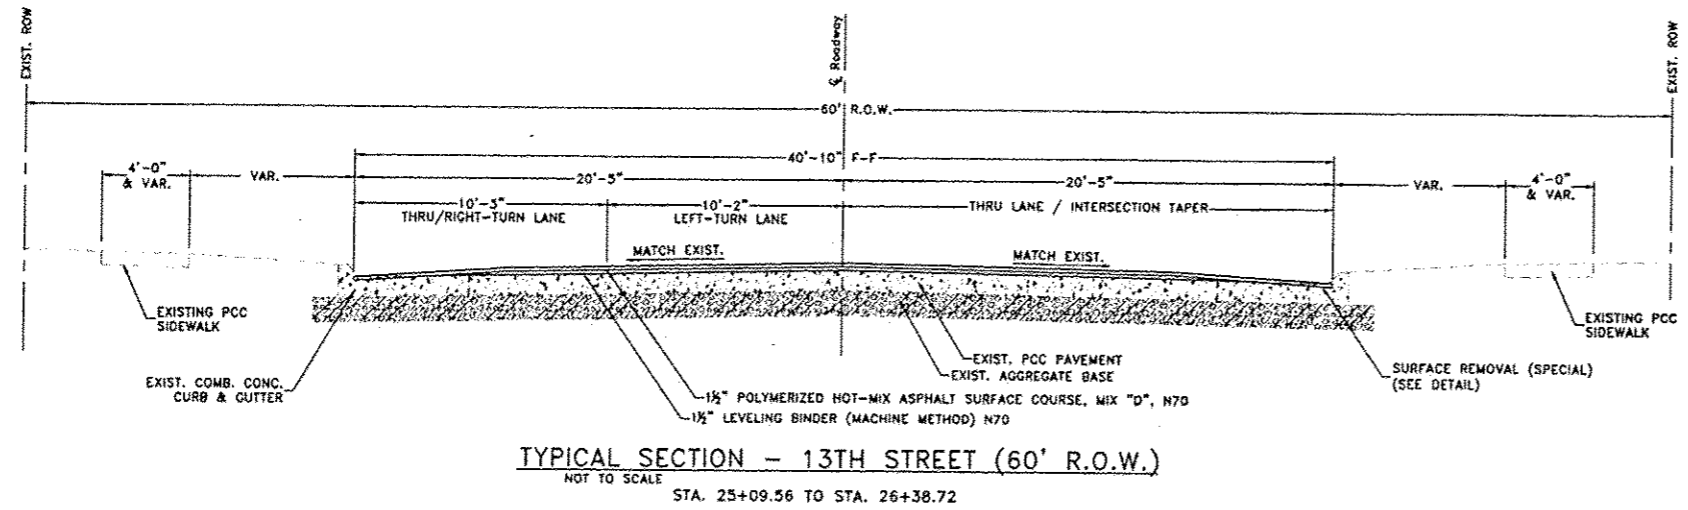 EXIST. ROW
℄ Roadway
EXIST. ROW
60' R.O.W.
40'-10" F-F
4'-0"
& VAR.
VAR.
20'-5"
20'-5"
VAR.
4'-0"
& VAR.
10'-3"
THRU/RIGHT-TURN LANE
10'-2"
LEFT-TURN LANE
THRU LANE / INTERSECTION TAPER
MATCH EXIST.
MATCH EXIST.
EXISTING PCC
SIDEWALK
EXISTING PCC
SIDEWALK
EXIST. COMB. CONC.
CURB & GUTTER
EXIST. PCC PAVEMENT
EXIST. AGGREGATE BASE
SURFACE REMOVAL (SPECIAL)
(SEE DETAIL)
1½" POLYMERIZED HOT-MIX ASPHALT SURFACE COURSE, MIX "D", N70
1½" LEVELING BINDER (MACHINE METHOD) N70
TYPICAL SECTION - 13TH STREET (60' R.O.W.)
NOT TO SCALE
STA. 25+09.56 TO STA. 26+38.72